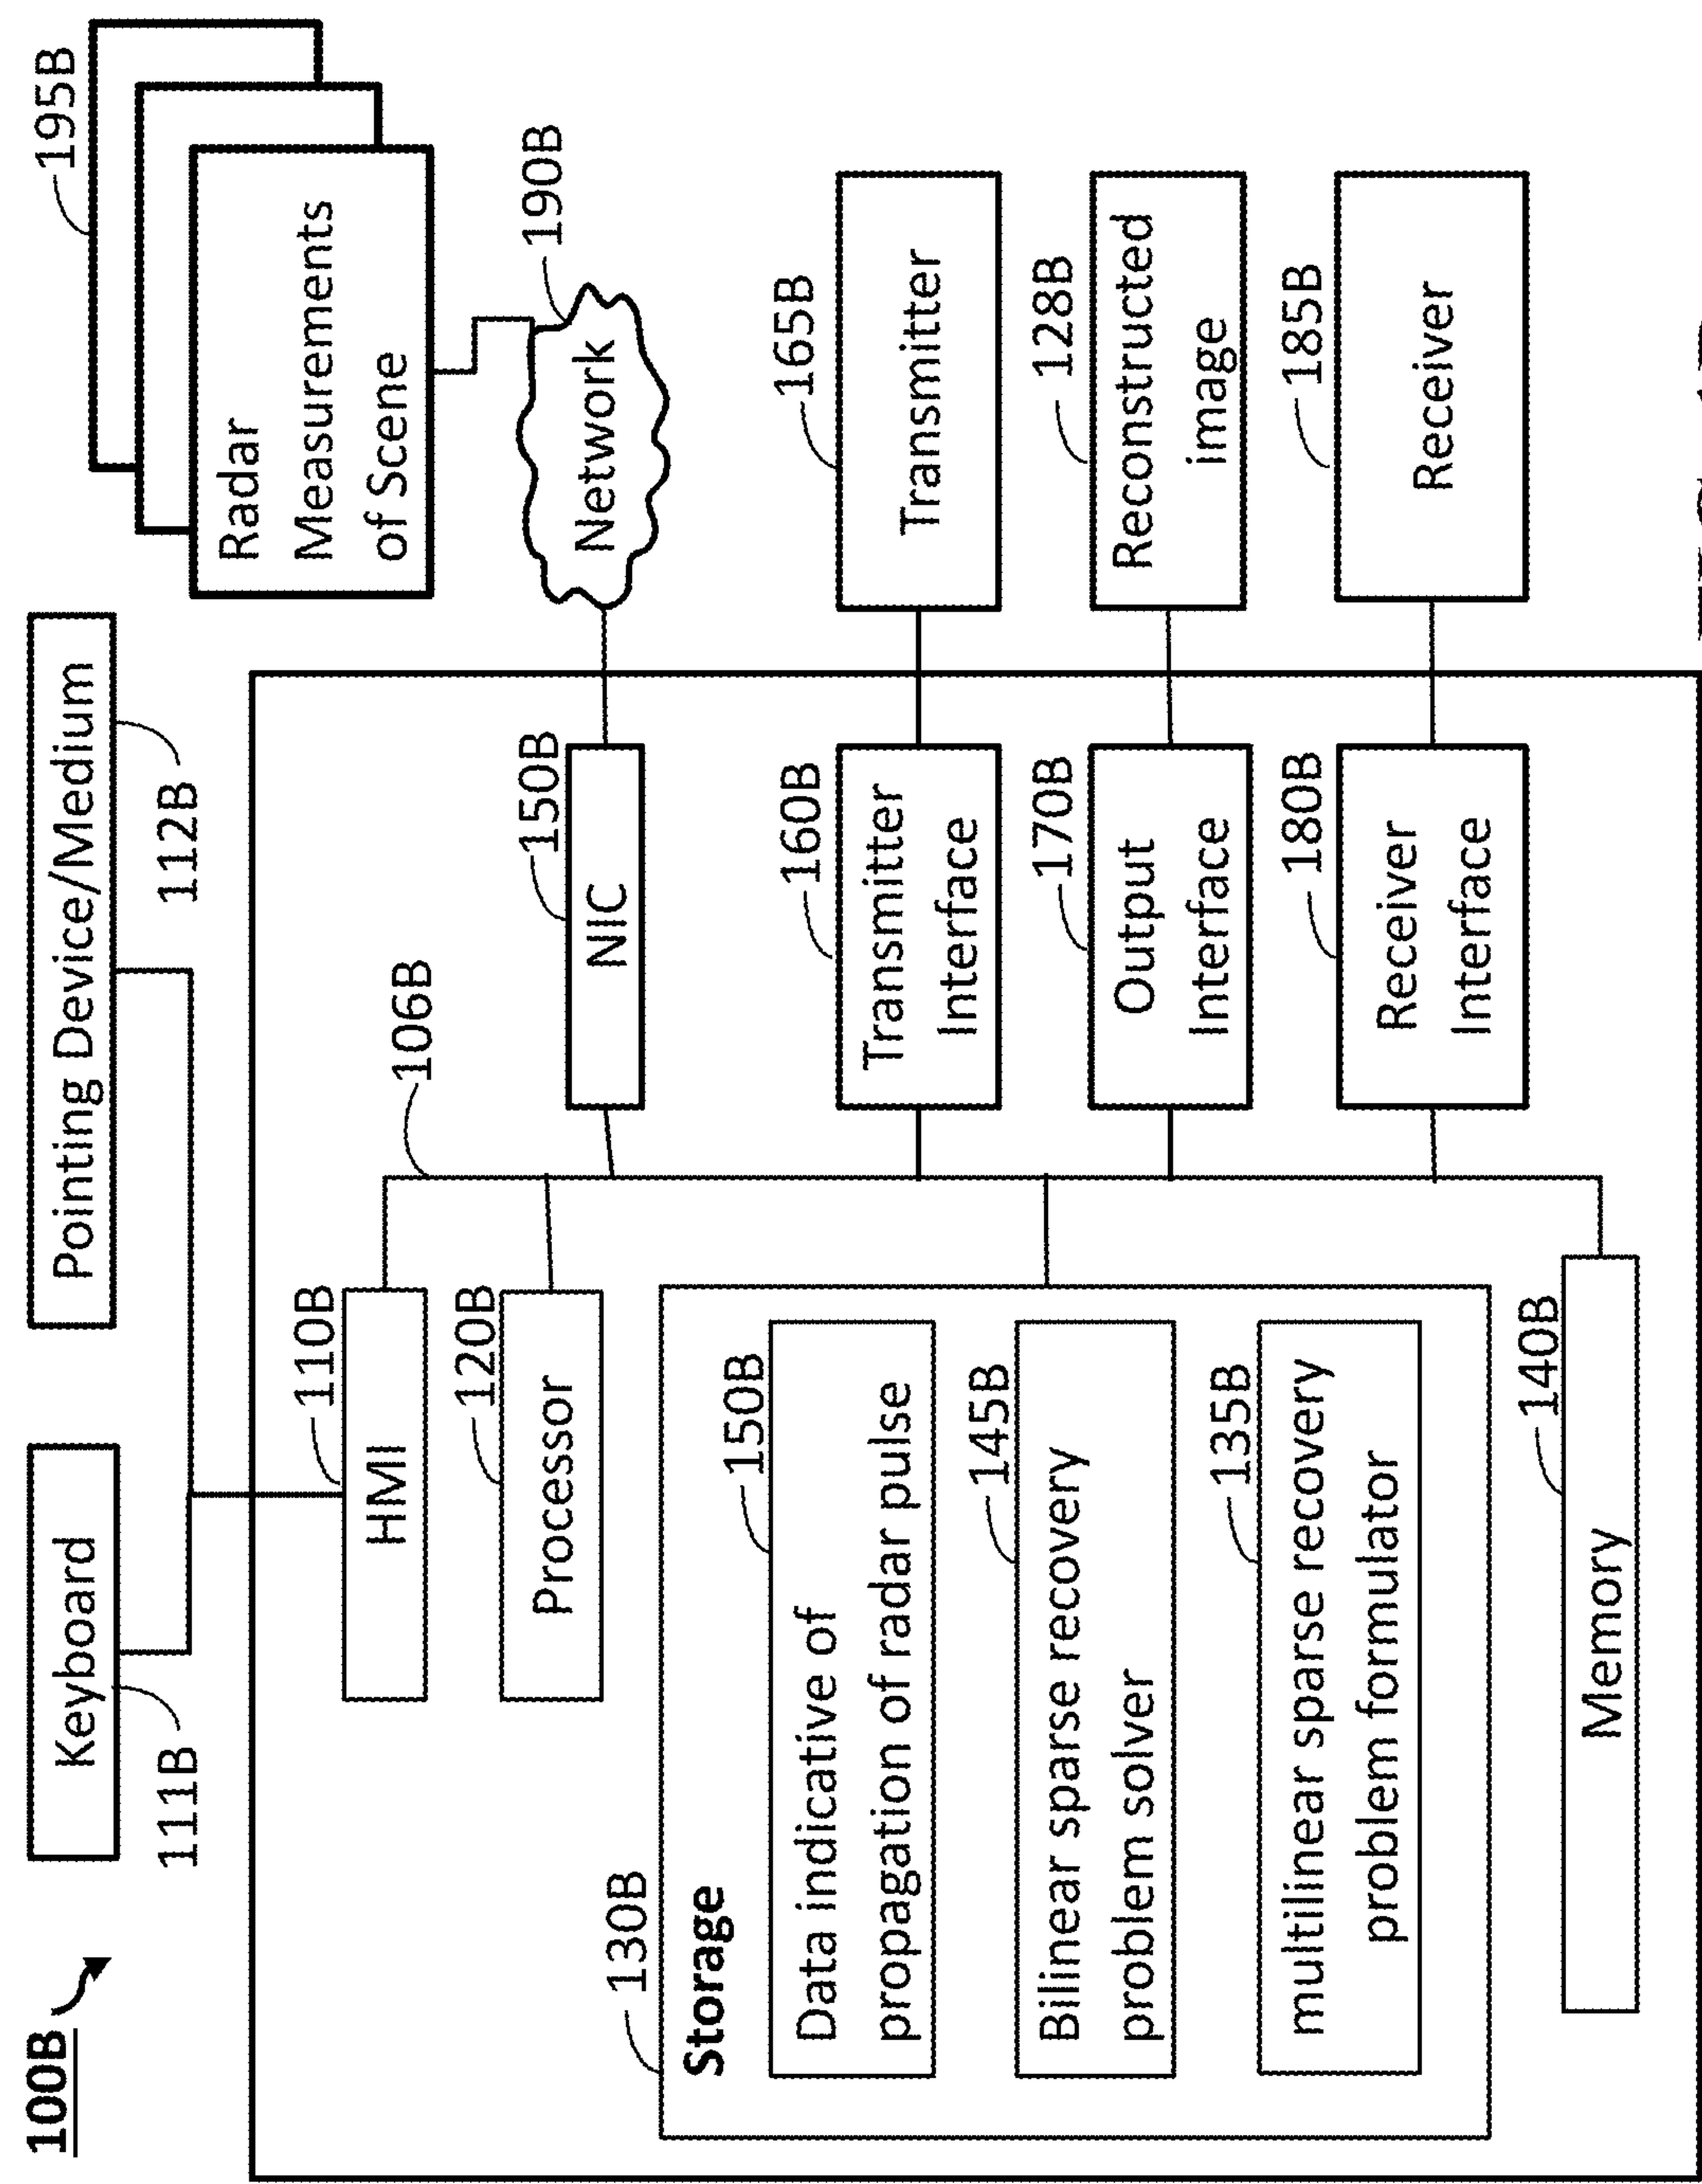 100B
Keyboard
111B
Pointing Device/Medium
112B
195B
Radar
Measurements
of Scene
110B
HMI
106B
120B
Processor
150B
NIC
190B
Network
130B
Storage
150B
Data indicative of
propagation of radar pulse
145B
Bilinear sparse recovery
problem solver
135B
multilinear sparse recovery
problem formulator
140B
Memory
160B
Transmitter
Interface
165B
Transmitter
170B
Output
Interface
128B
Reconstructed
image
180B
Receiver
Interface
185B
Receiver